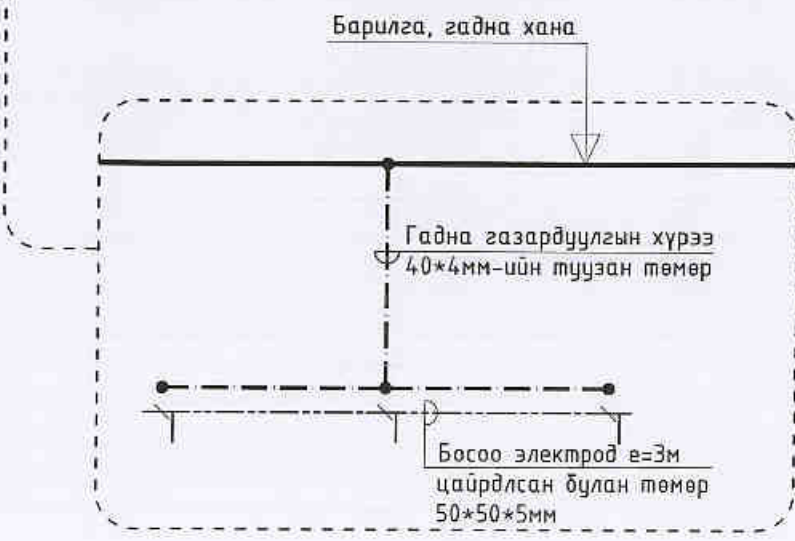 Барилга, гадна хана
Гадна газардуулгын хүрээ
40*4мм-ийн туузан төмөр
Босоо электрод e=3м
цайрдлсан булан төмөр
50*50*5мм